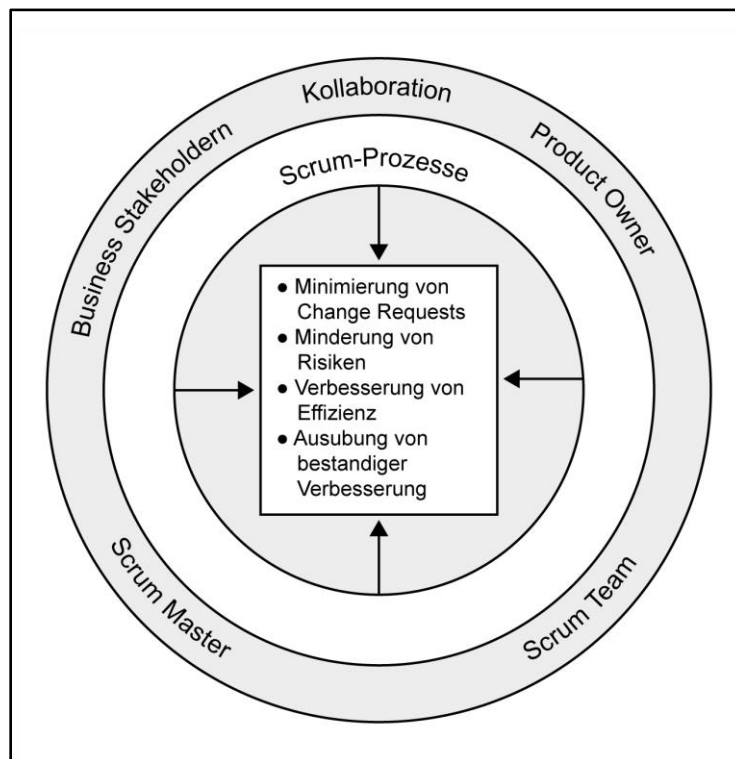 Kollaboration
Business Stakeholdern
Product Owner
Scrum-Prozesse
● Minimierung von
Change Requests
● Minderung von
Risiken
● Verbesserung von
Effizienz
● Ausubung von
bestandiger
Verbesserung
Scrum Master
Scrum Team